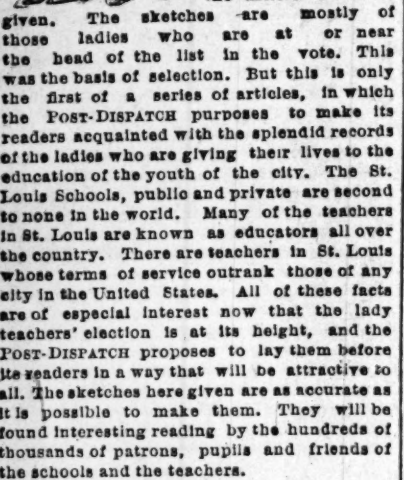 given. The sketches are mostly of
those ladies who are at or near
the head of the list in the vote. This
was the basis of selection. But this is only
the first of a series of articles, in which
the POST-DISPATCH purposes to make its
readers acquainted with the splendid records
of the ladies who are giving their lives to the
education of the youth of the city. The St.
Louis Schools, public and private are second
to none in the world. Many of the teachers
in St. Louis are known as educators all over
the country. There are teachers in St. Louis
whose terms of service outrank those of any
city in the United States. All of these facts
are of especial interest now that the lady
teachers' election is at its height, and the
POST-DISPATCH proposes to lay them before
its readers in a way that will be attractive to
all. The sketches here given are as accurate as
it is possible to make them. They will be
found interesting reading by the hundreds of
thousands of patrons, pupils and friends of
the schools and the teachers.